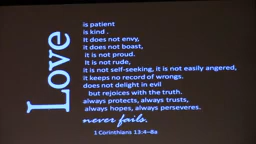 Love
is patient
is kind .
It does not envy,
it does not boast,
it is not proud.
It is not rude,
it is not self-seeking, it is not easily angered,
it keeps no record of wrongs.
does not delight in evil
but rejoices with the truth.
always protects, always trusts,
always hopes, always perseveres.
never fails.
1 Corinthians 13:4-8a